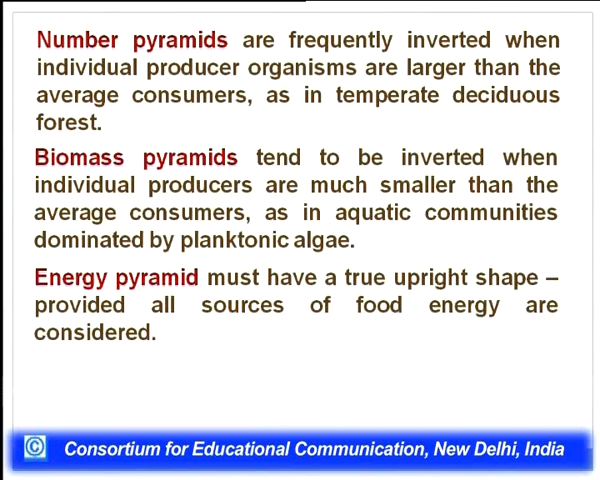 Number pyramids are frequently inverted when
individual producer organisms are larger than the
average consumers, as in temperate deciduous
forest.
Biomass pyramids tend to be inverted when
individual producers are much smaller than the
average consumers, as in aquatic communities
dominated by planktonic algae.
Energy pyramid must have a true upright shape –
provided all sources of food energy are
considered.
© Consortium for Educational Communication, New Delhi, India